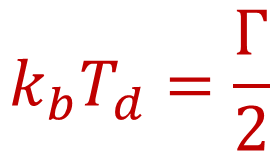 k_b T_d = Γ/2